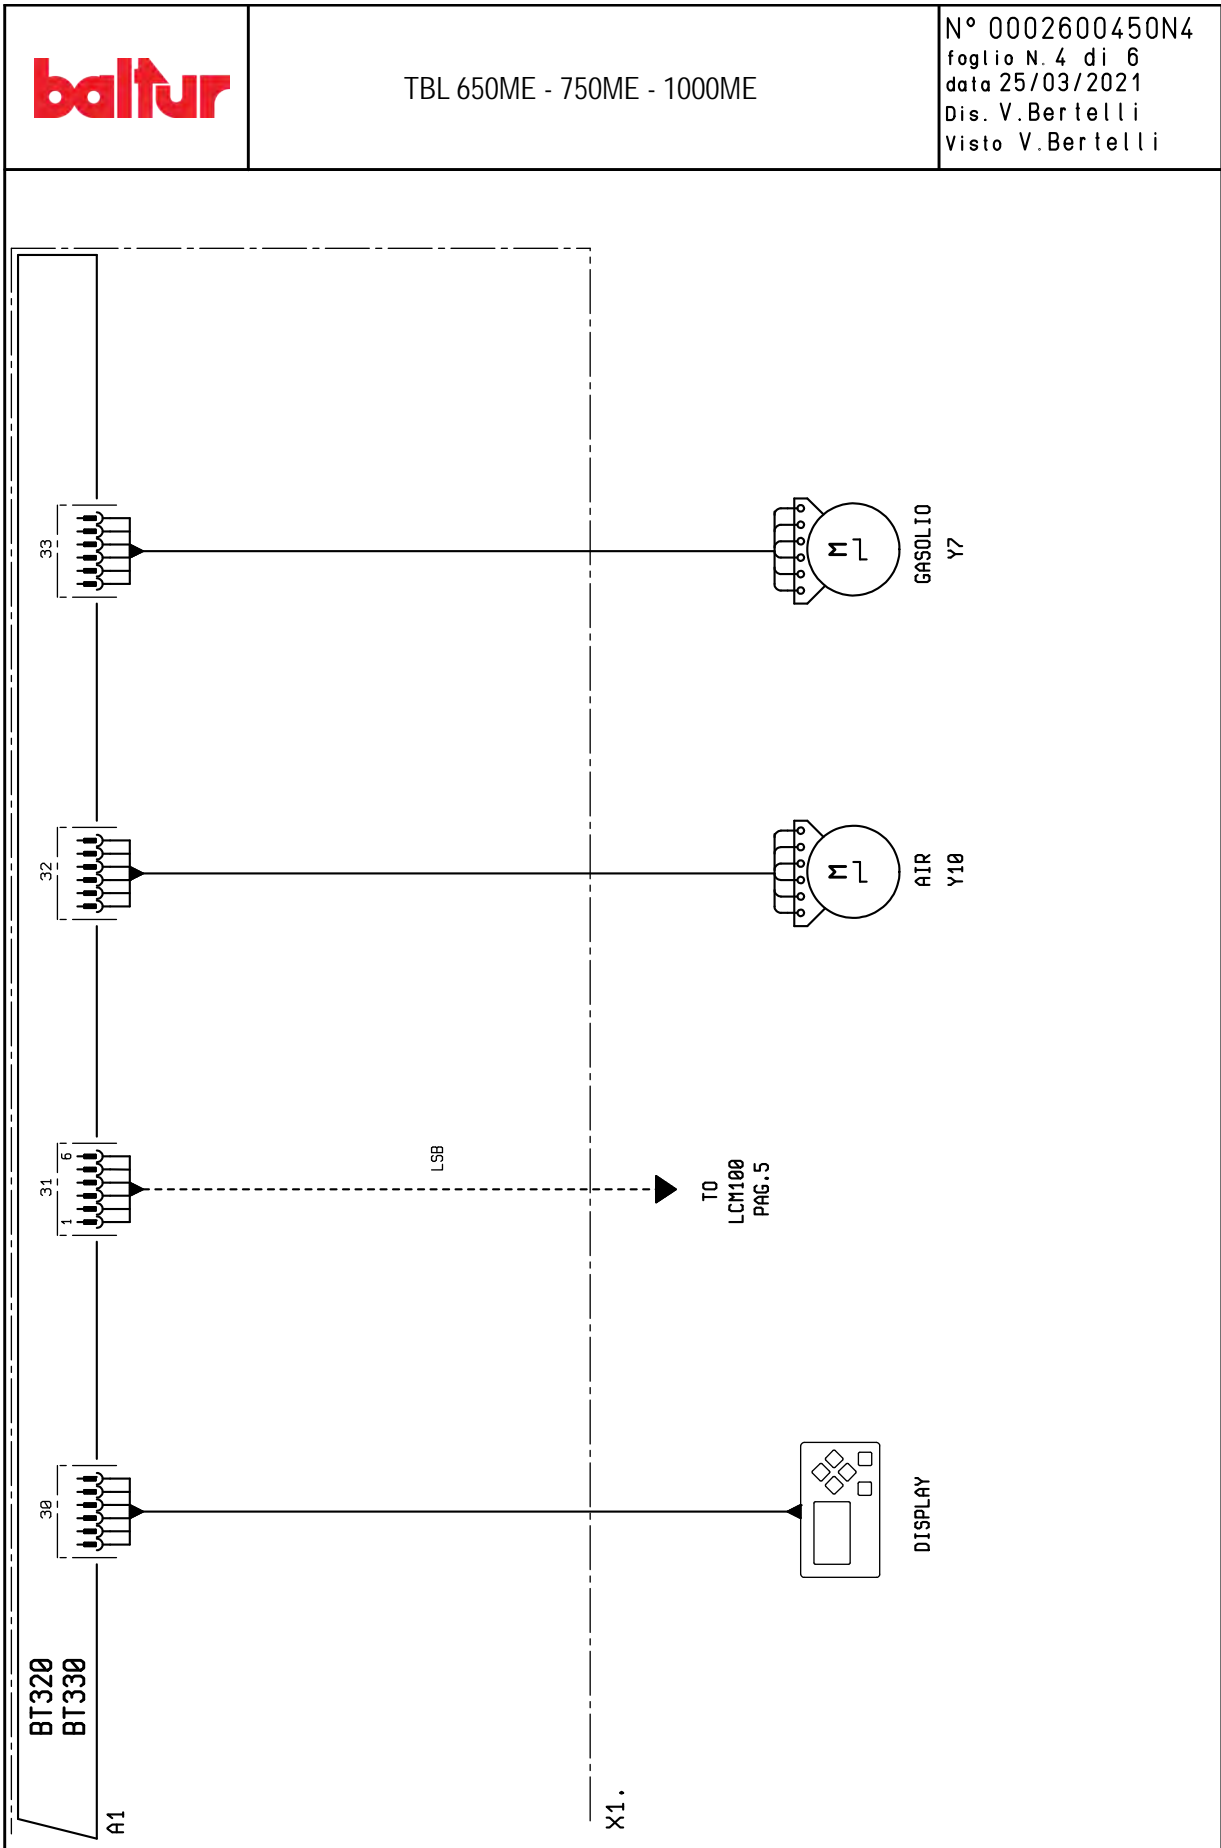 baltur
TBL 650ME - 750ME - 1000ME
N° 0002600450N4
foglio N. 4 di 6
data 25/03/2021
Dis. V.Bertelli
Visto V.Bertelli
33
GASOLIO
Y7
M
32
AIR
Y10
M
31
1
6
LSB
TO
LCM100
PAG.5
30
DISPLAY
BT320
BT330
A1
X1.